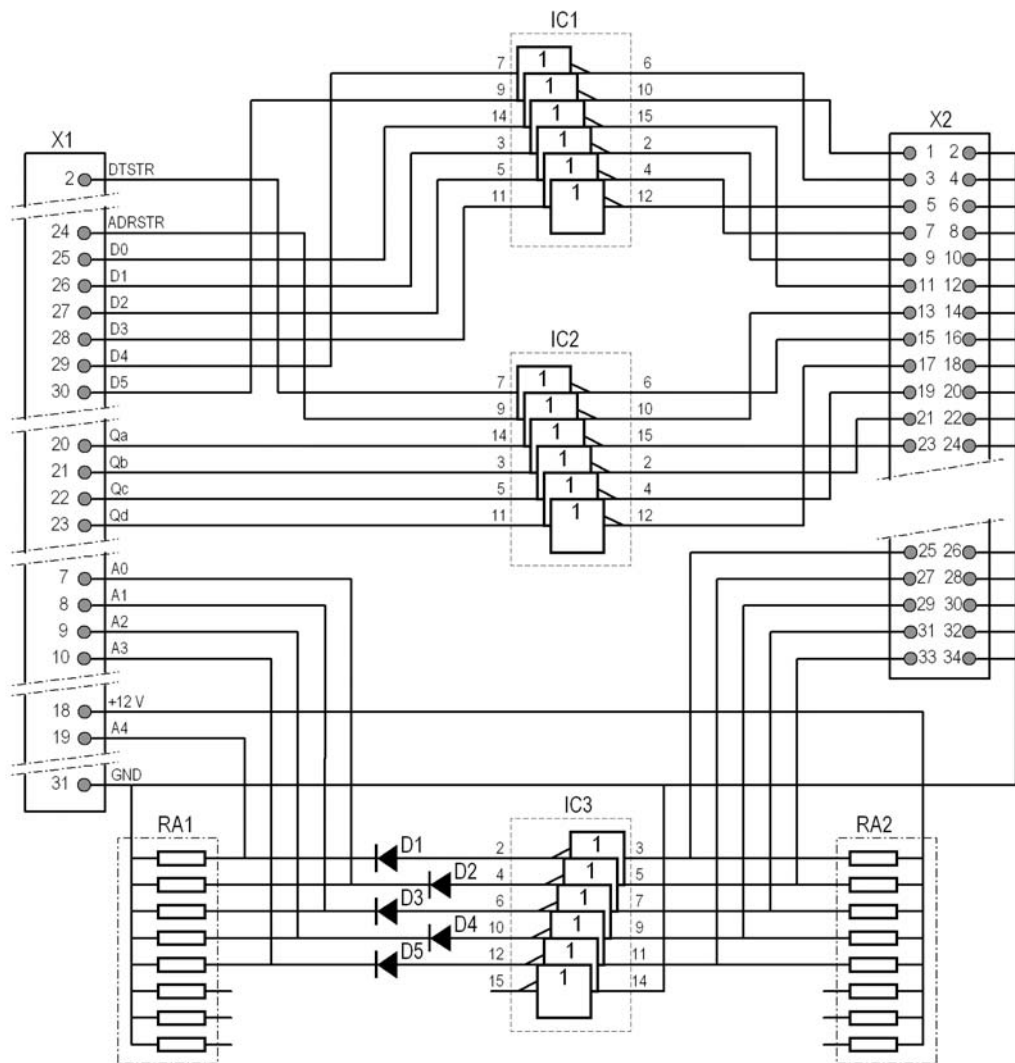 IC1
7 1 6
9 1 10
14 1 15
3 1 2
5 1 4
11 1 12
X1
2 DTSTR
24 ADRSTR
25 D0
26 D1
27 D2
28 D3
29 D4
30 D5
20 Qa
21 Qb
22 Qc
23 Qd
7 A0
8 A1
9 A2
10 A3
18 +12 V
19 A4
31 GND
X2
1 2
3 4
5 6
7 8
9 10
11 12
13 14
15 16
17 18
19 20
21 22
23 24
25 26
27 28
29 30
31 32
33 34
IC2
7 1 6
9 1 10
14 1 15
3 1 2
5 1 4
11 1 12
RA1
IC3
RA2
D1 2 1 3
D2 4 1 5
D3 6 1 7
D4 10 1 9
D5 12 1 11
15 1 14